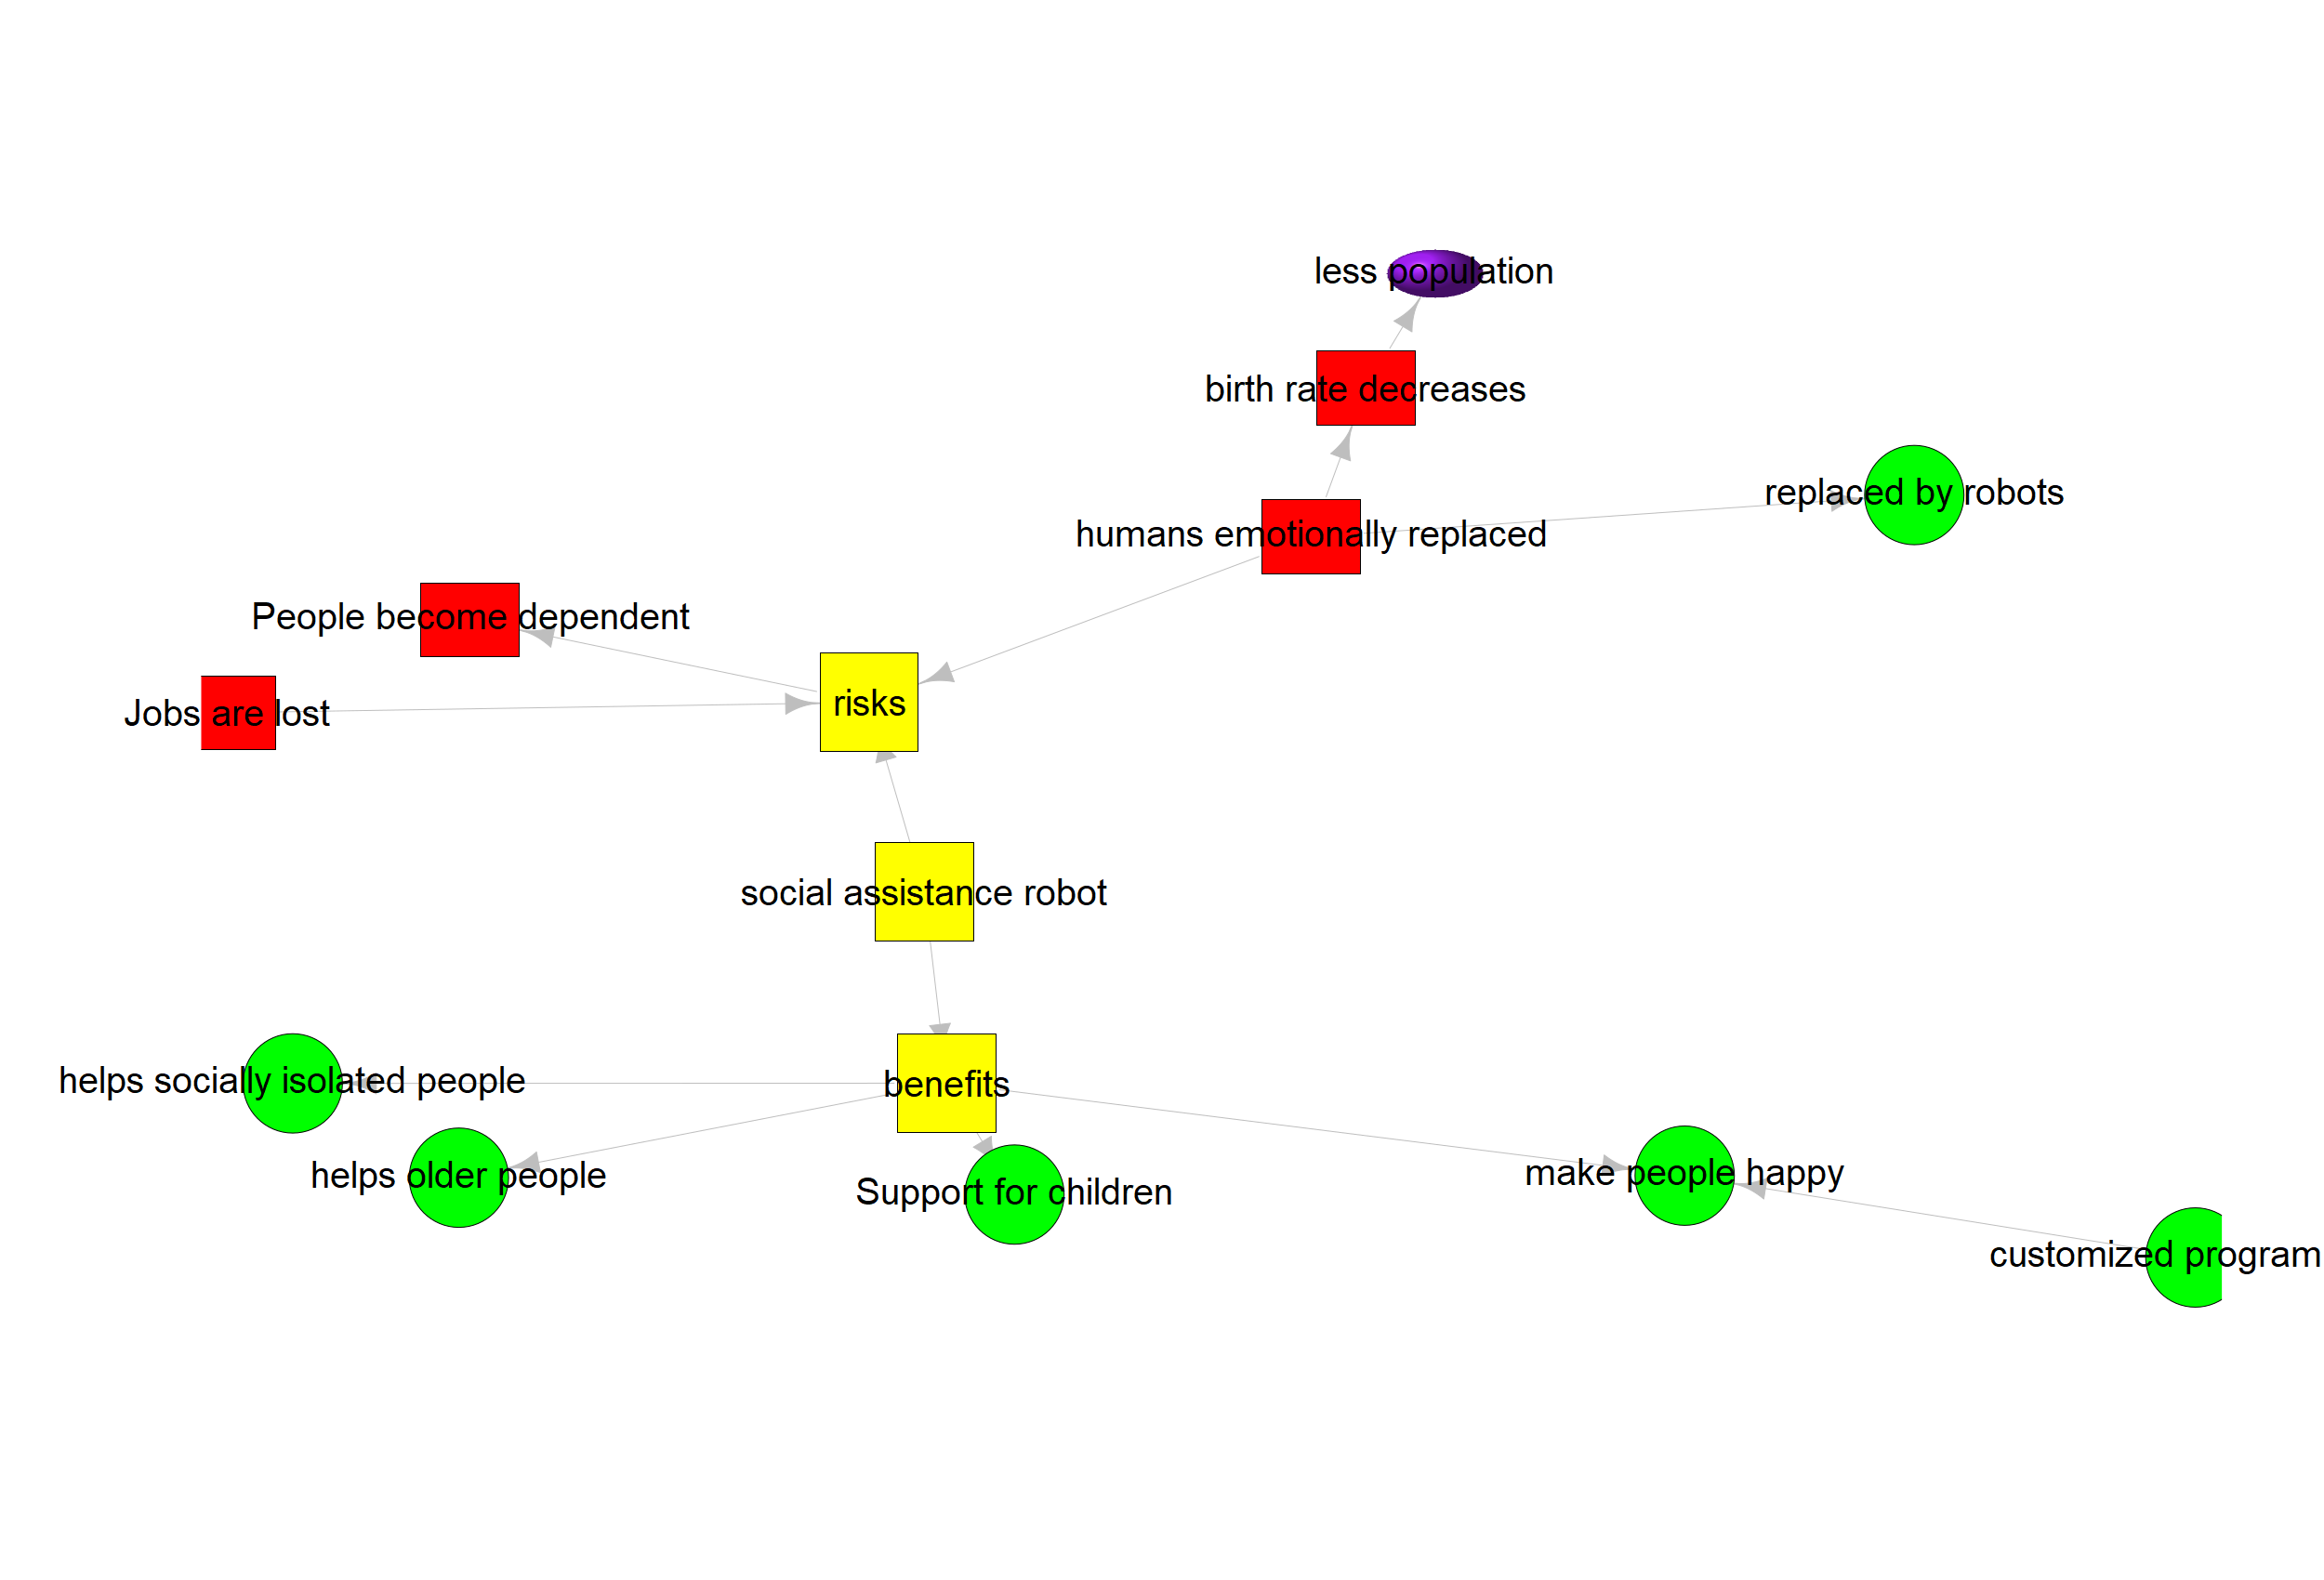 less population
birth rate decreases
replaced by robots
humans emotionally replaced
People become dependent
risks
Jobs are lost
social assistance robot
helps socially isolated people
benefits
helps older people
Support for children
make people happy
customized program